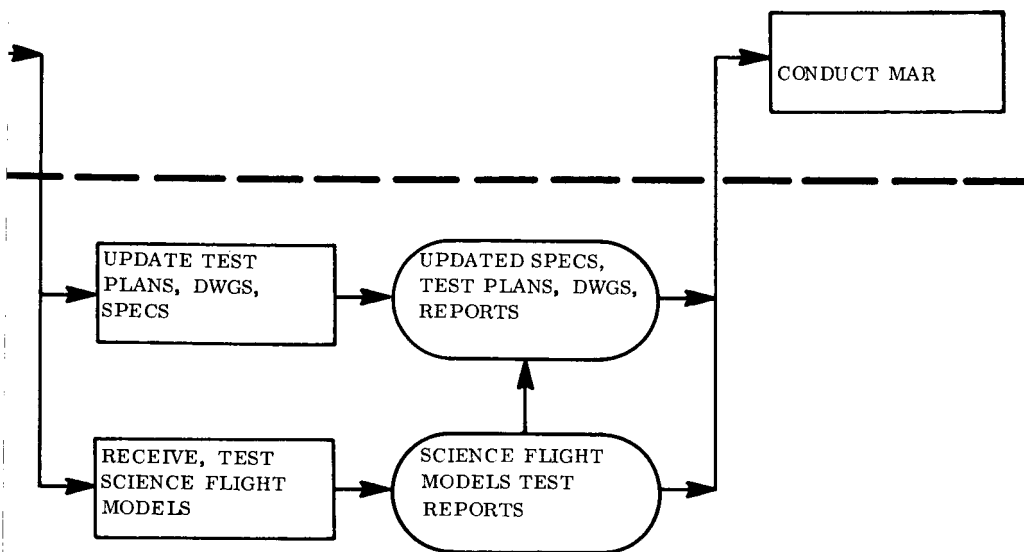 CONDUCT MAR
UPDATE TEST
PLANS, DWGS,
SPECS
UPDATED SPECS,
TEST PLANS, DWGS,
REPORTS
RECEIVE, TEST
SCIENCE FLIGHT
MODELS
SCIENCE FLIGHT
MODELS TEST
REPORTS